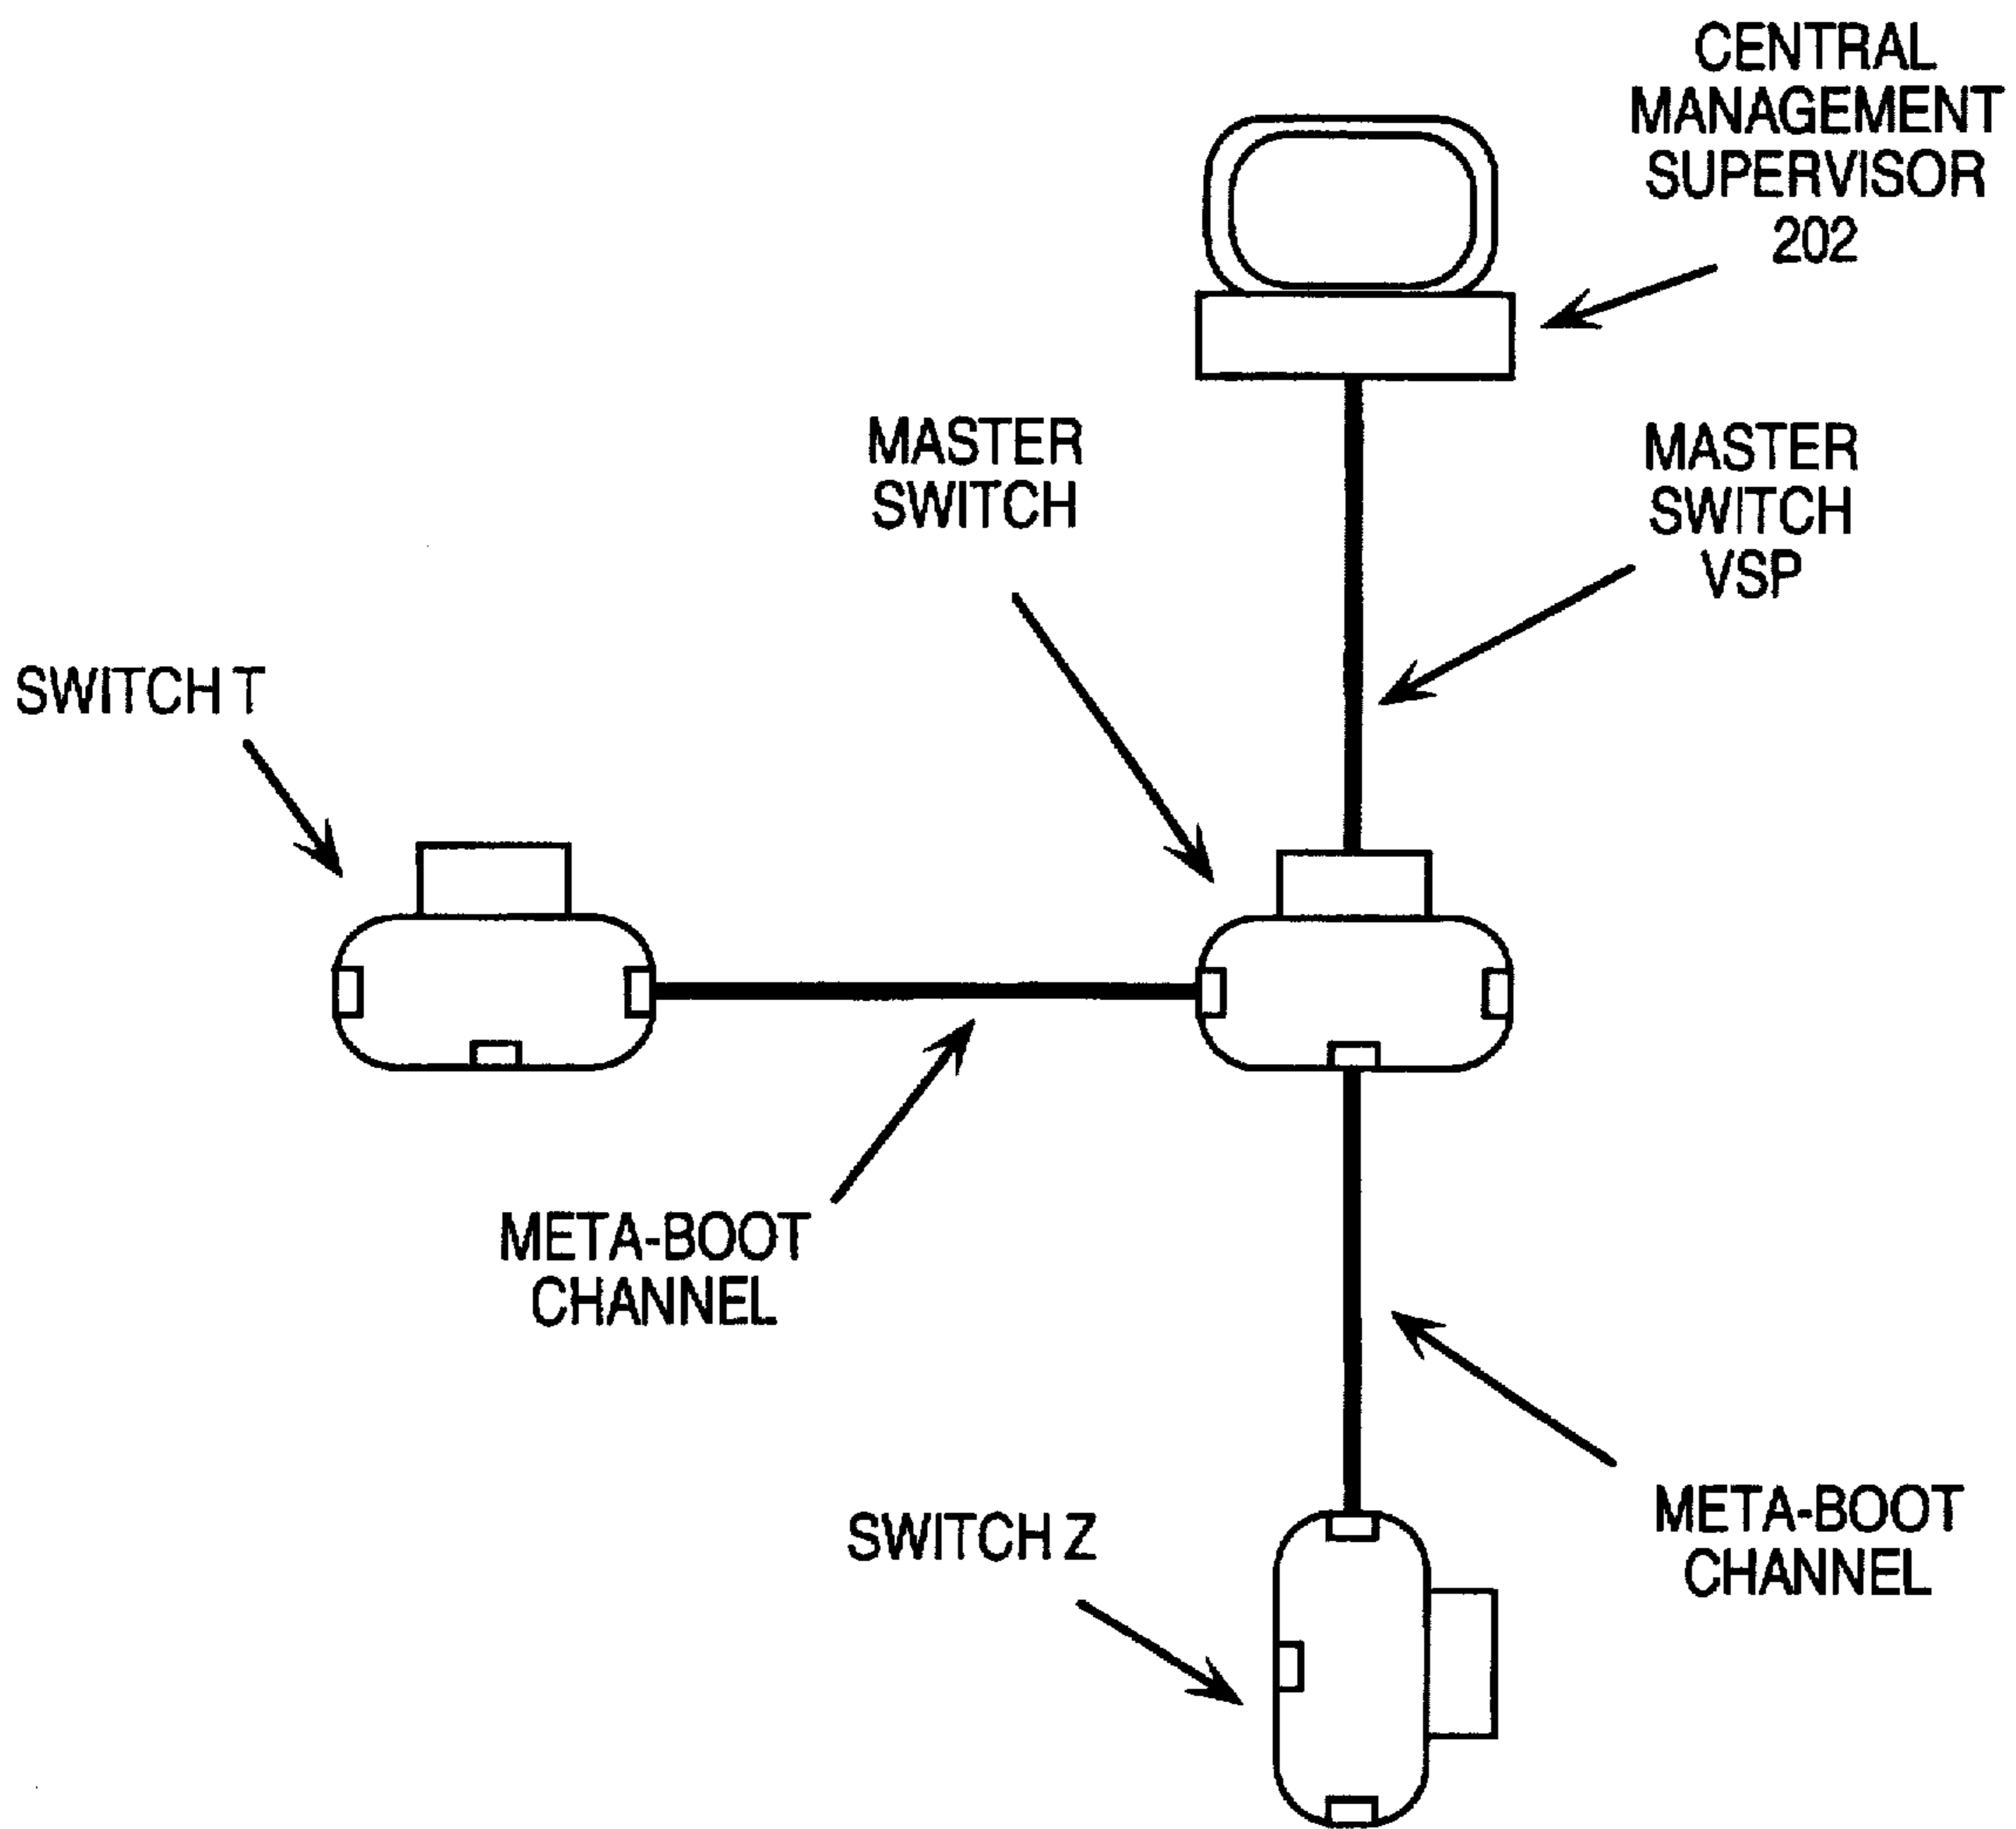 CENTRAL
MANAGEMENT
SUPERVISOR
202
MASTER
SWITCH
MASTER
SWITCH
VSP
SWITCH T
META-BOOT
CHANNEL
SWITCH Z
META-BOOT
CHANNEL